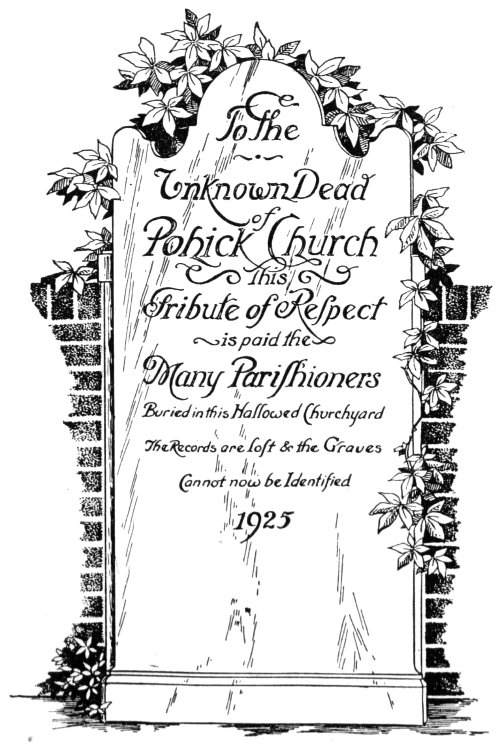 To The
Unknown Dead
of
Pohick Church
This
Tribute of Reſpect
is paid the
Many Pariſhioners
Buried in this Hallowed Churchyard
The Records are loſt & the Graves
Cannot now be Identified
1925